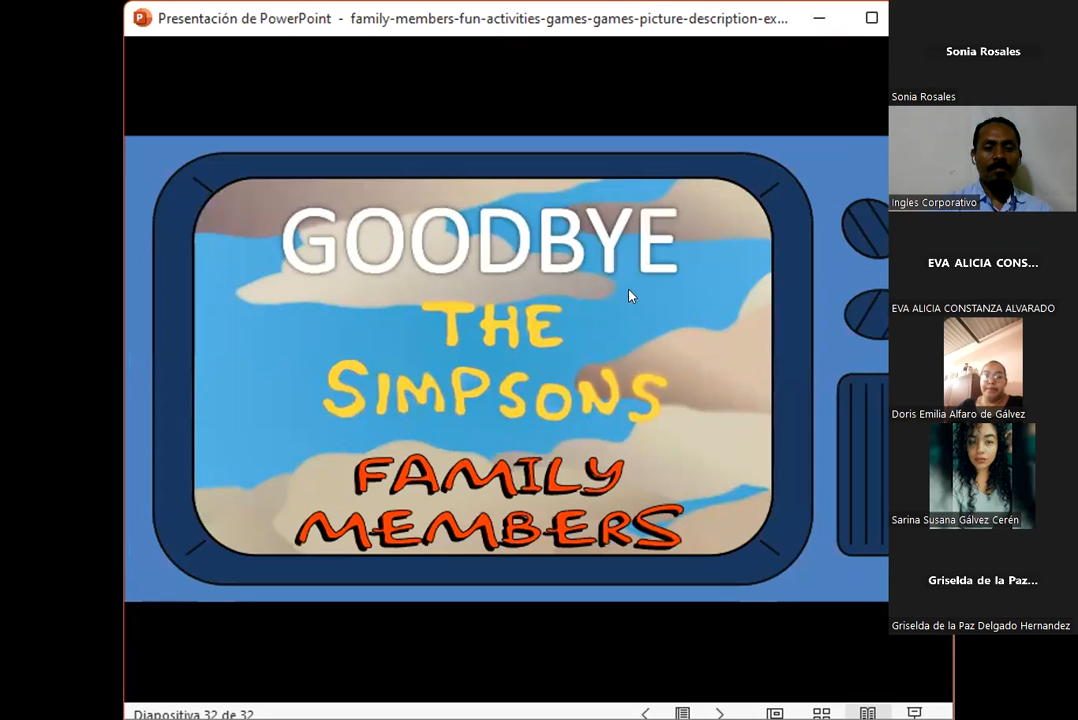 Presentación de PowerPoint - family-members-fun-activities-games-games-picture-description-ex...
GOODBYE
THE
SIMPSONS
FAMILY
MEMBERS
Diapositiva 32 de 32
Sonia Rosales
Sonia Rosales
Ingles Corporativo
EVA ALICIA CONS...
EVA ALICIA CONSTANZA ALVARADO
Doris Emilia Alfaro de Gálvez
Sarina Susana Gálvez Cerén
Griselda de la Paz...
Griselda de la Paz Delgado Hernandez